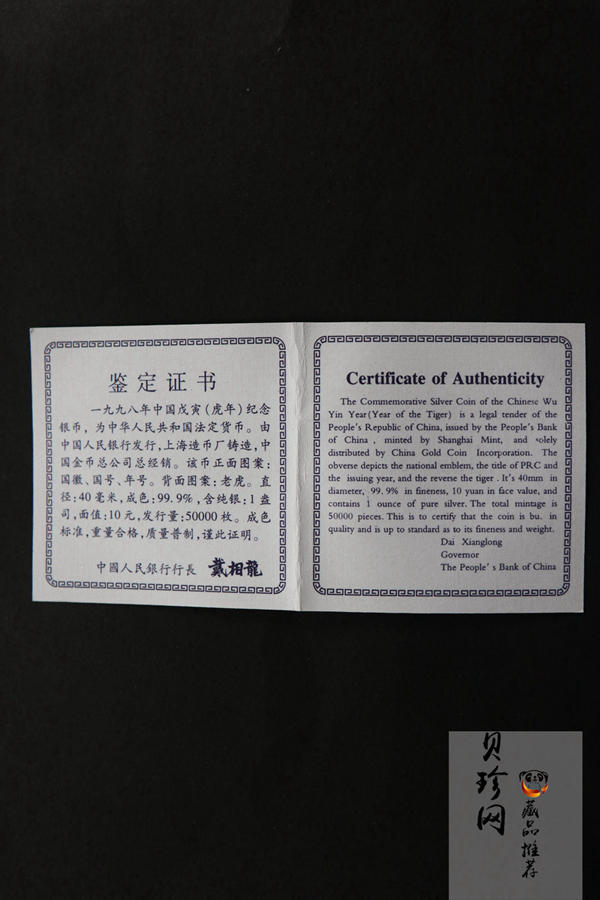 鉴定证书
一九九八年中国戊寅(虎年)纪念
银币，为中华人民共和国法定货币。由
中国人民银行发行,上海造币厂铸造,中
国金币总公司总经销。该币正面图案:
国徽、国号、年号。背面图案:老虎。直
径:40毫米,成色:99.9%,含纯银:1盎
司,面值:10元,发行量:50000枚。成色
标准,重量合格,质量普制,谨此证明。
中國人民銀行行長 戴相龍
Certificate of Authenticity
The Commemorative Silver Coin of the Chinese Wu
Yin Year(Year of the Tiger) is a legal tender of the
People's Republic of China, issued by the People's Bank
of China , minted by Shanghai Mint, and solely
distributed by China Gold Coin Incorporation. The
obverse depicts the national emblem, the title of PRC and
the issuing year, and the reverse the tiger . It's 40mm in
diameter, 99. 9% in fineness, 10 yuan in face value, and
contains 1 ounce of pure silver. The total mintage is
50000 pieces. This is to certify that the coin is bu. in
quality and is up to standard as to its fineness and weight.
Dai Xianglong
Governor
The People' s Bank of China
贝珍网
藏品推荐